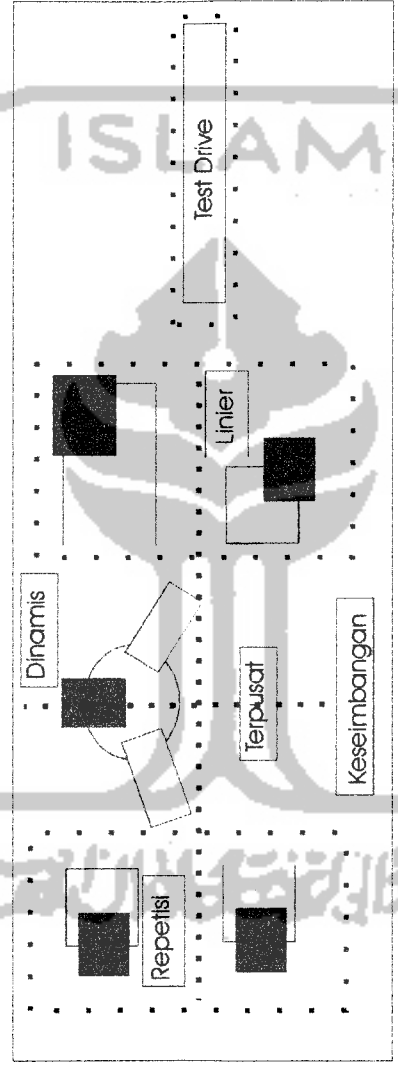 Dinamis
Repetisi
Terpusat
Linier
Test Drive
Keseimbangan
ISLAM